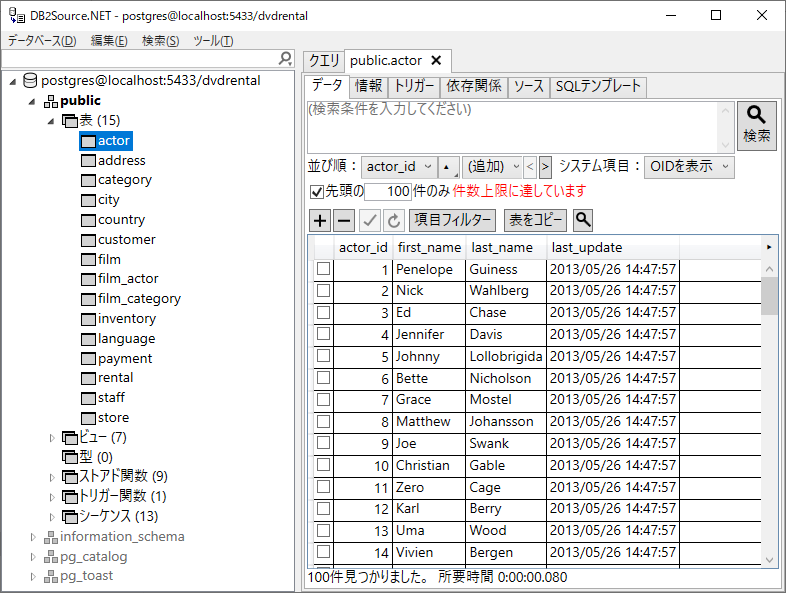 DB2Source.NET - postgres@localhost:5433/dvdrental
データベース(D) 編集(E) 検索(S) ツール(T)
postgres@localhost:5433/dvdrental
public
表 (15)
actor
address
category
city
country
customer
film
film_actor
film_category
inventory
language
payment
rental
staff
store
ビュー (7)
型 (0)
ストアド関数 (9)
トリガー関数 (1)
シーケンス (13)
information_schema
pg_catalog
pg_toast
クエリ public.actor
データ 情報 トリガー 依存関係 ソース SQLテンプレート
(検索条件を入力してください)
検索
並び順： actor_id (追加) < > システム項目： OIDを表示
先頭の 100 件のみ 件数上限に達しています
項目フィルター 表をコピー
actor_id first_name last_name last_update
1 Penelope Guiness 2013/05/26 14:47:57
2 Nick Wahlberg 2013/05/26 14:47:57
3 Ed Chase 2013/05/26 14:47:57
4 Jennifer Davis 2013/05/26 14:47:57
5 Johnny Lollobrigida 2013/05/26 14:47:57
6 Bette Nicholson 2013/05/26 14:47:57
7 Grace Mostel 2013/05/26 14:47:57
8 Matthew Johansson 2013/05/26 14:47:57
9 Joe Swank 2013/05/26 14:47:57
10 Christian Gable 2013/05/26 14:47:57
11 Zero Cage 2013/05/26 14:47:57
12 Karl Berry 2013/05/26 14:47:57
13 Uma Wood 2013/05/26 14:47:57
14 Vivien Bergen 2013/05/26 14:47:57
100件見つかりました。 所要時間 0:00:00.080